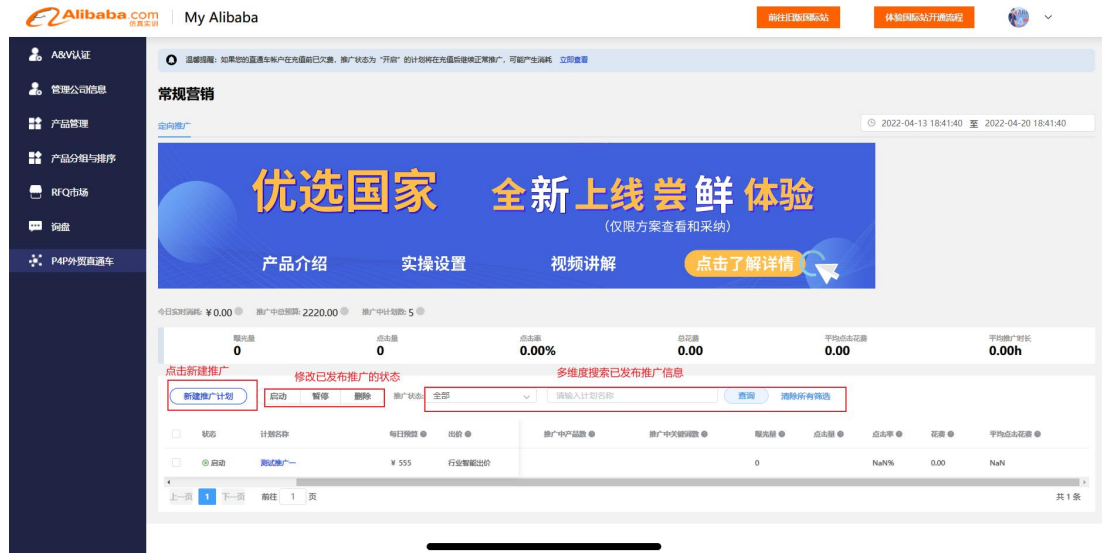 Alibaba.com
仿真实训
My Alibaba
前往旧版国际站
体验国际站开通流程
A&V认证
管理公司信息
产品管理
产品分组与排序
RFQ市场
询盘
P4P外贸直通车
温馨提醒: 如果您的直通车帐户在充值前已欠费，推广状态为 "开启" 的计划将在充值后继续正常推广，可能产生消耗 立即查看
常规营销
定向推广
2022-04-13 18:41:40 至 2022-04-20 18:41:40
优选国家 全新上线尝鲜体验
(仅限方案查看和采纳)
产品介绍 实操设置 视频讲解 点击了解详情
今日实时消耗: ¥ 0.00 推广中总预算: 2220.00 推广中计划数: 5
曝光量 点击量 点击率 总花费 平均点击花费 平均推广时长
0 0 0.00% 0.00 0.00 0.00h
点击新建推广 修改已发布推广的状态 多维度搜索已发布推广信息
新建推广计划 启动 暂停 删除 推广状态: 全部 请输入计划名称 查询 清除所有筛选
状态 计划名称 每日预算 出价 推广中产品数 推广中关键词数 曝光量 点击量 点击率 花费 平均点击花费
启动 测试推广一 ¥ 555 行业智能出价 0 NaN% 0.00 NaN
上一页 1 下一页 前往 1 页 共 1 条